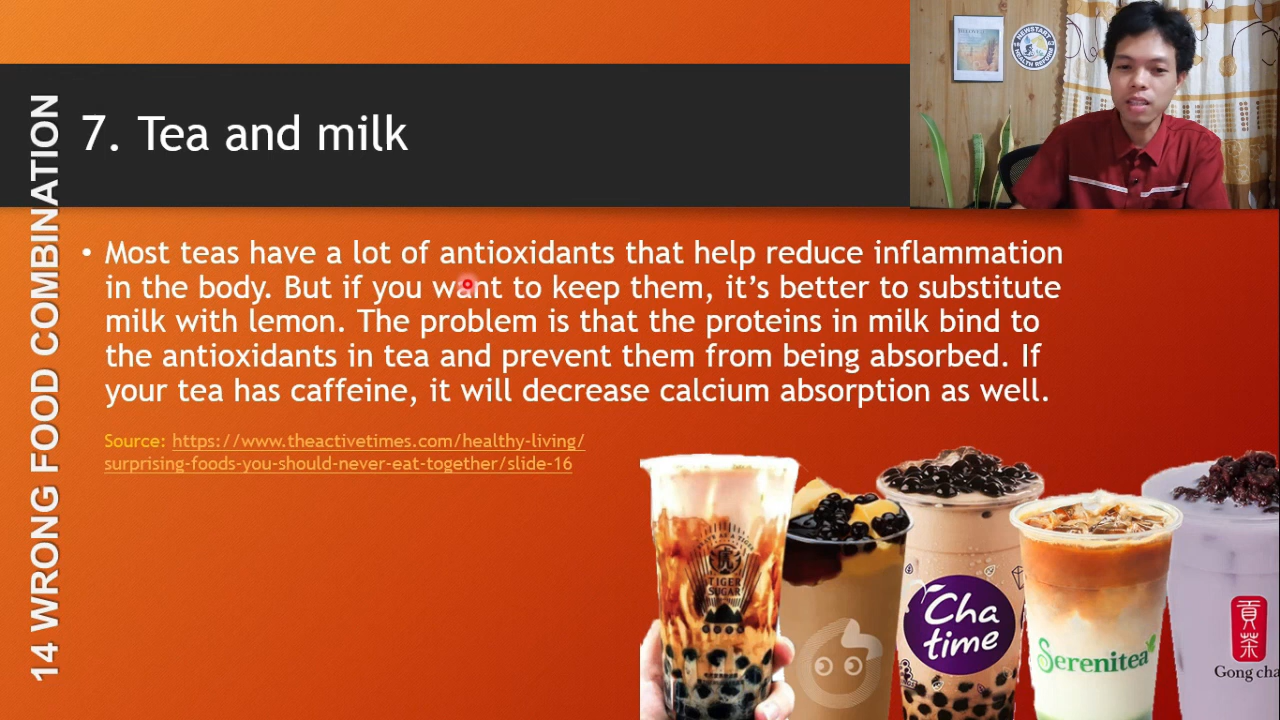 14 WRONG FOOD COMBINATION
7. Tea and milk
• Most teas have a lot of antioxidants that help reduce inflammation
in the body. But if you want to keep them, it’s better to substitute
milk with lemon. The problem is that the proteins in milk bind to
the antioxidants in tea and prevent them from being absorbed. If
your tea has caffeine, it will decrease calcium absorption as well.
Source: https://www.theactivetimes.com/healthy-living/
surprising-foods-you-should-never-eat-together/slide-16
NEWSTART
HEALTH REFORM
TIGER
SUGAR
Cha
time
Serenitea
貢茶
Gong cha